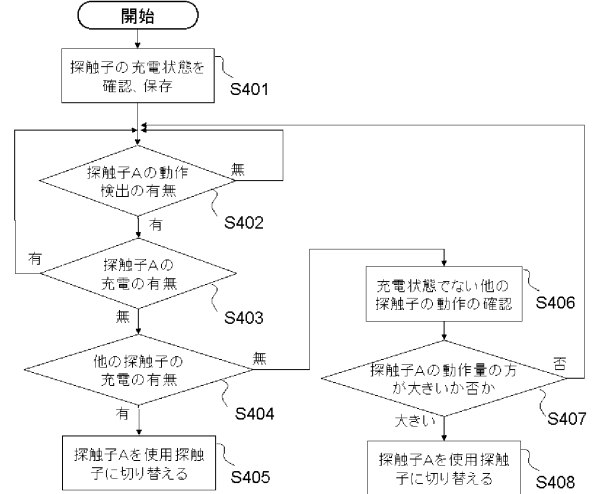 開始
探触子の充電状態を
確認、保存
S401
探触子Aの動作
検出の有無
無
S402
有
探触子Aの
充電の有無
有
S403
無
他の探触子の
充電の有無
無
S404
有
探触子Aを使用探触
子に切り替える
S405
充電状態でない他の
探触子の動作の確認
S406
探触子Aの動作量の方
が大きいか否か
否
S407
大きい
探触子Aを使用探触
子に切り替える
S408